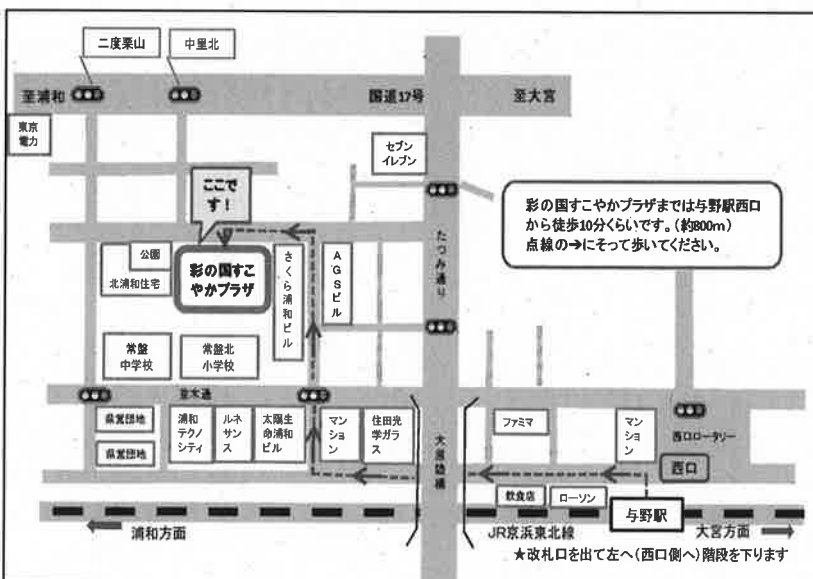 二度栗山
中里北
至浦和
国道17号
至大宮
東京
電力
セブン
イレブン
ここで
す!
彩の国すこやかプラザまでは与野駅西口
から徒歩10分くらいです。(約800m)
点線の→にそって歩いてください。
公園
北浦和住宅
彩の国すこ
やかプラザ
さくら浦和ビル
AGSビル
たつみ通り
常盤
中学校
常盤北
小学校
県営団地
県営団地
浦和
テクノ
シティ
ルネ
サン
ス
太陽生
命浦和
ビル
マン
ション
住田光
学ガラ
ス
ファミマ
マン
ショ
ン
西口ロータリー
西口
飲食店
ローソン
与野駅
浦和方面
JR京浜東北線
大宮方面
★改札口を出て左へ(西口側へ)階段を下ります